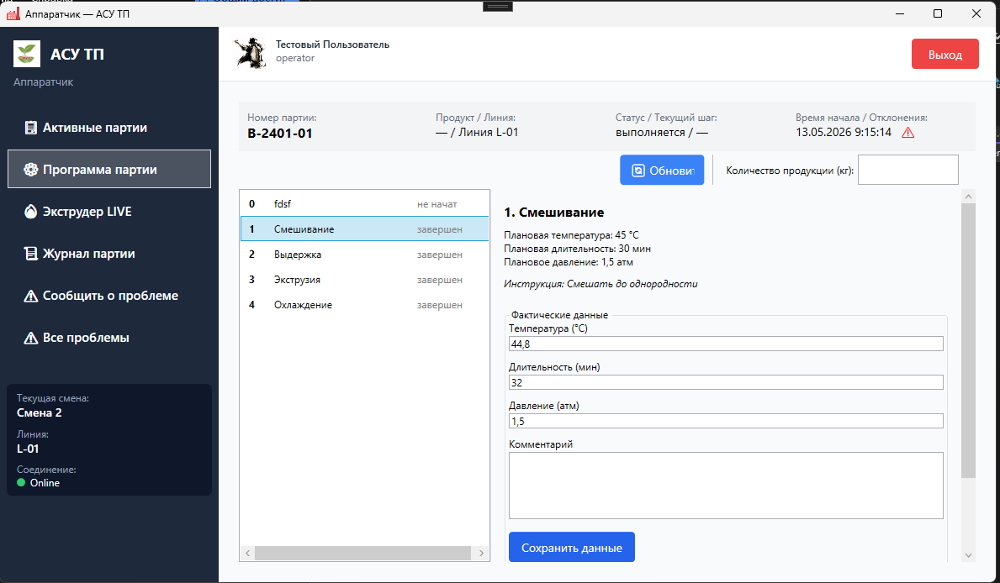 Аппаратчик — АСУ ТП
АСУ ТП
Аппаратчик
Активные партии
Программа партии
Экструдер LIVE
Журнал партии
Сообщить о проблеме
Все проблемы
Текущая смена:
Смена 2
Линия:
L-01
Соединение:
Online
Тестовый Пользователь
operator
Выход
Номер партии:
B-2401-01
Продукт / Линия:
— / Линия L-01
Статус / Текущий шаг:
выполняется / —
Время начала / Отклонения:
13.05.2026 9:15:14
Обновит
Количество продукции (кг):
0 fdsf не начат
1 Смешивание завершен
2 Выдержка завершен
3 Экструзия завершен
4 Охлаждение завершен
1. Смешивание
Плановая температура: 45 °C
Плановая длительность: 30 мин
Плановое давление: 1,5 атм
Инструкция: Смешать до однородности
Фактические данные
Температура (°C)
44,8
Длительность (мин)
32
Давление (атм)
1,5
Комментарий
Сохранить данные